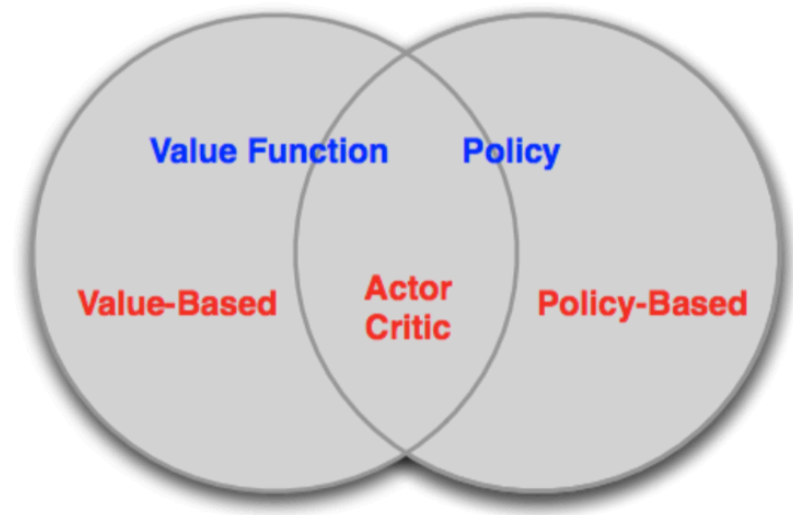 Value Function
Policy
Value-Based
Actor
Critic
Policy-Based